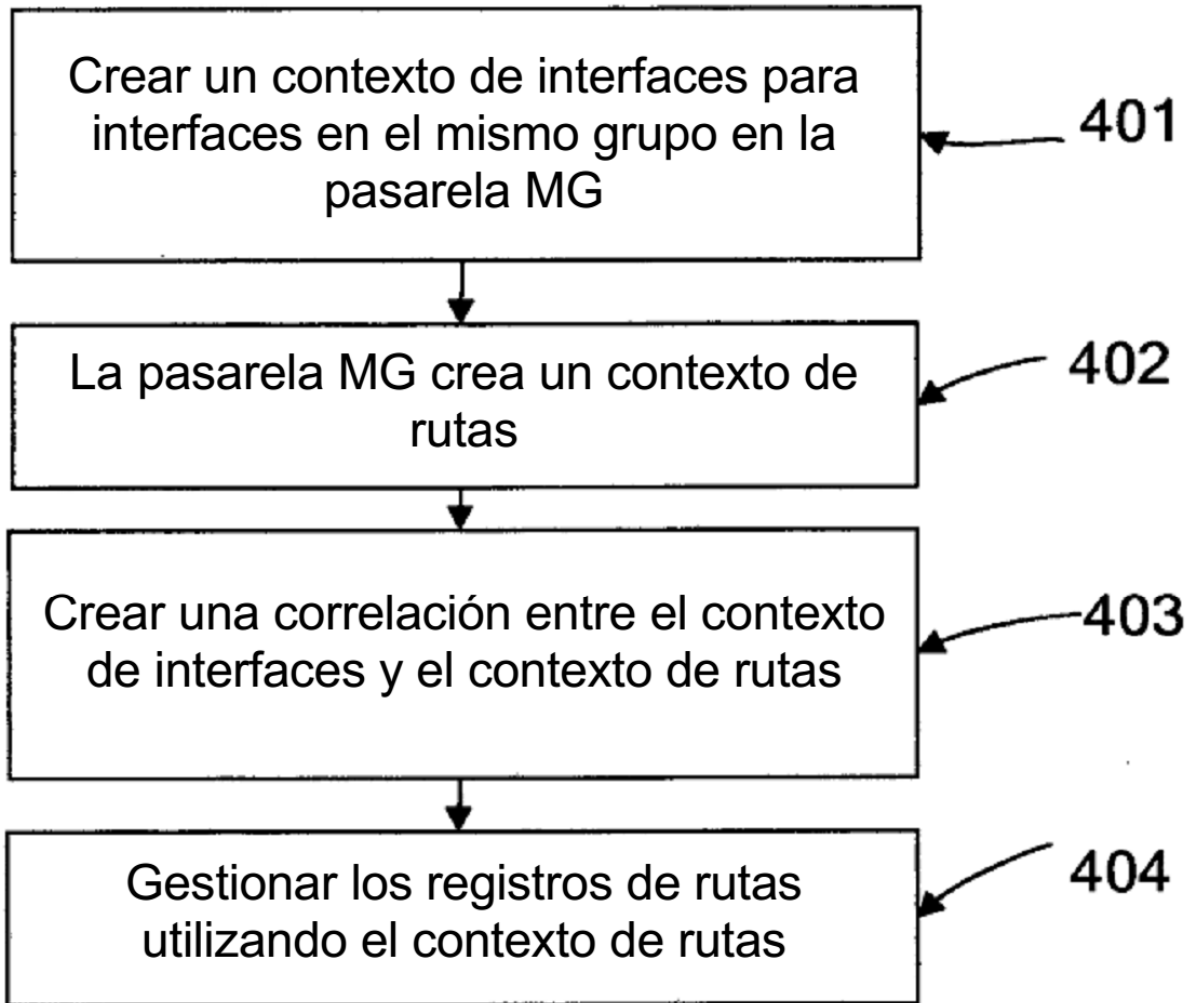 Crear un contexto de interfaces para
interfaces en el mismo grupo en la
pasarela MG
401
La pasarela MG crea un contexto de
rutas
402
Crear una correlación entre el contexto
de interfaces y el contexto de rutas
403
Gestionar los registros de rutas
utilizando el contexto de rutas
404